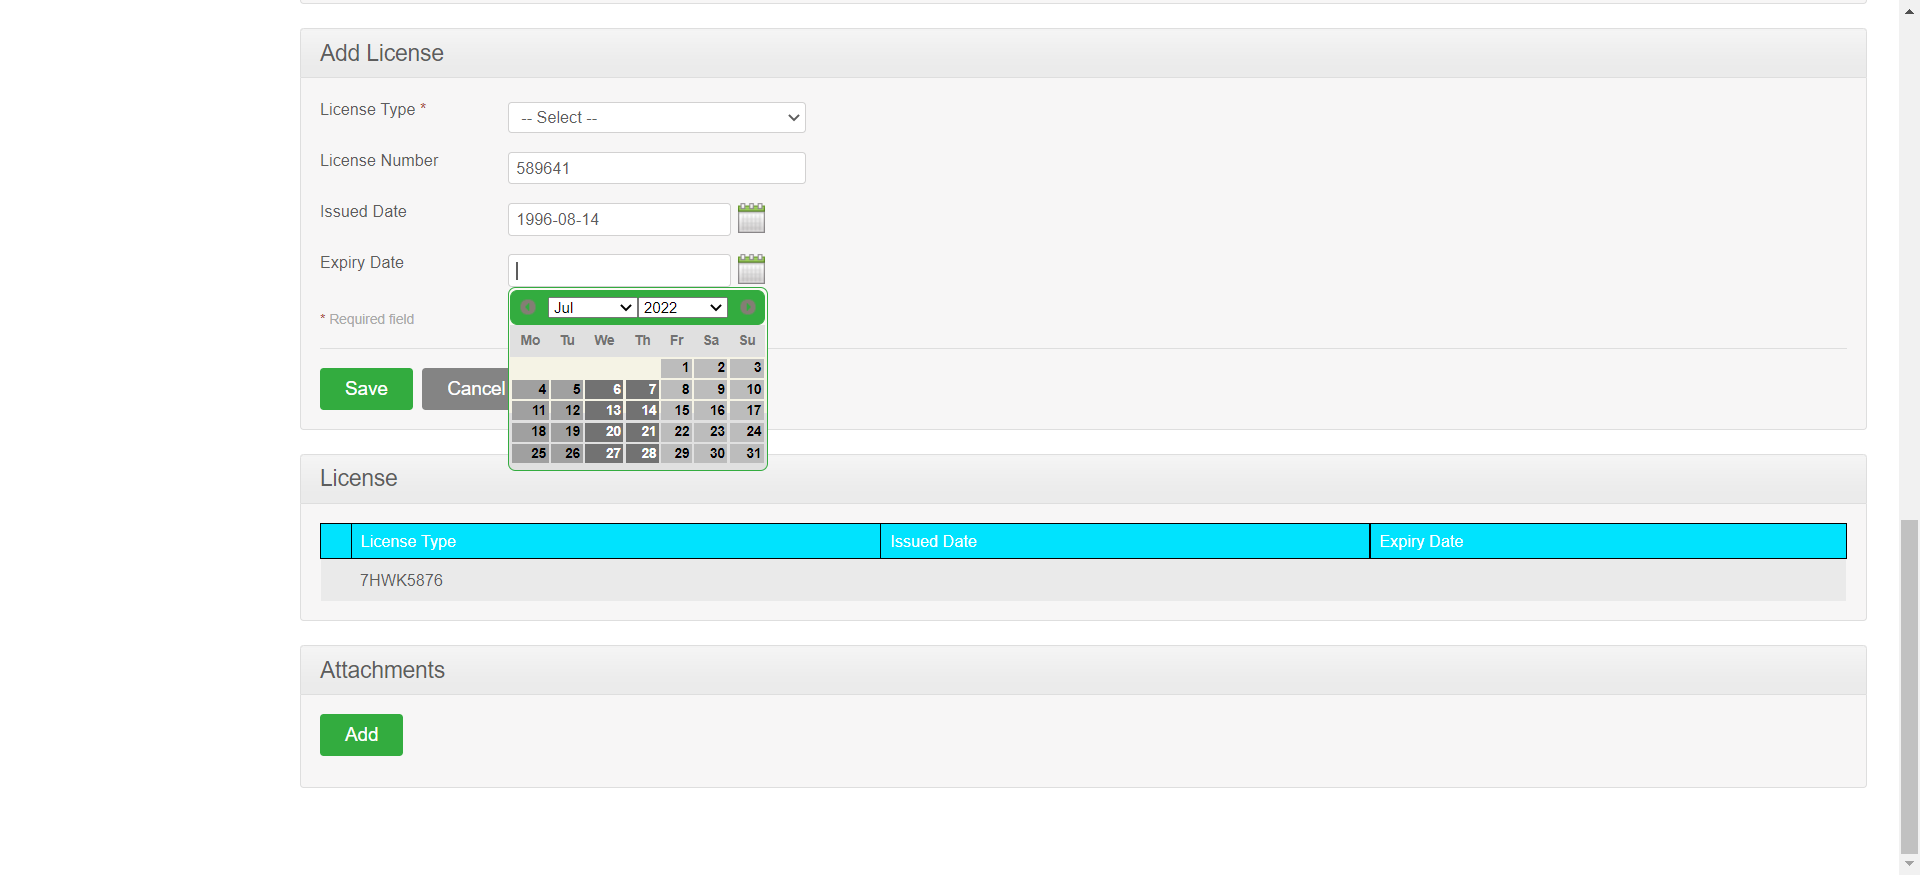 Add License
License Type *
-- Select --
License Number
589641
Issued Date
1996-08-14
Expiry Date
Jul 2022
Mo Tu We Th Fr Sa Su
1 2 3
4 5 6 7 8 9 10
11 12 13 14 15 16 17
18 19 20 21 22 23 24
25 26 27 28 29 30 31
* Required field
Save Cancel
License
License Type Issued Date Expiry Date
7HWK5876
Attachments
Add